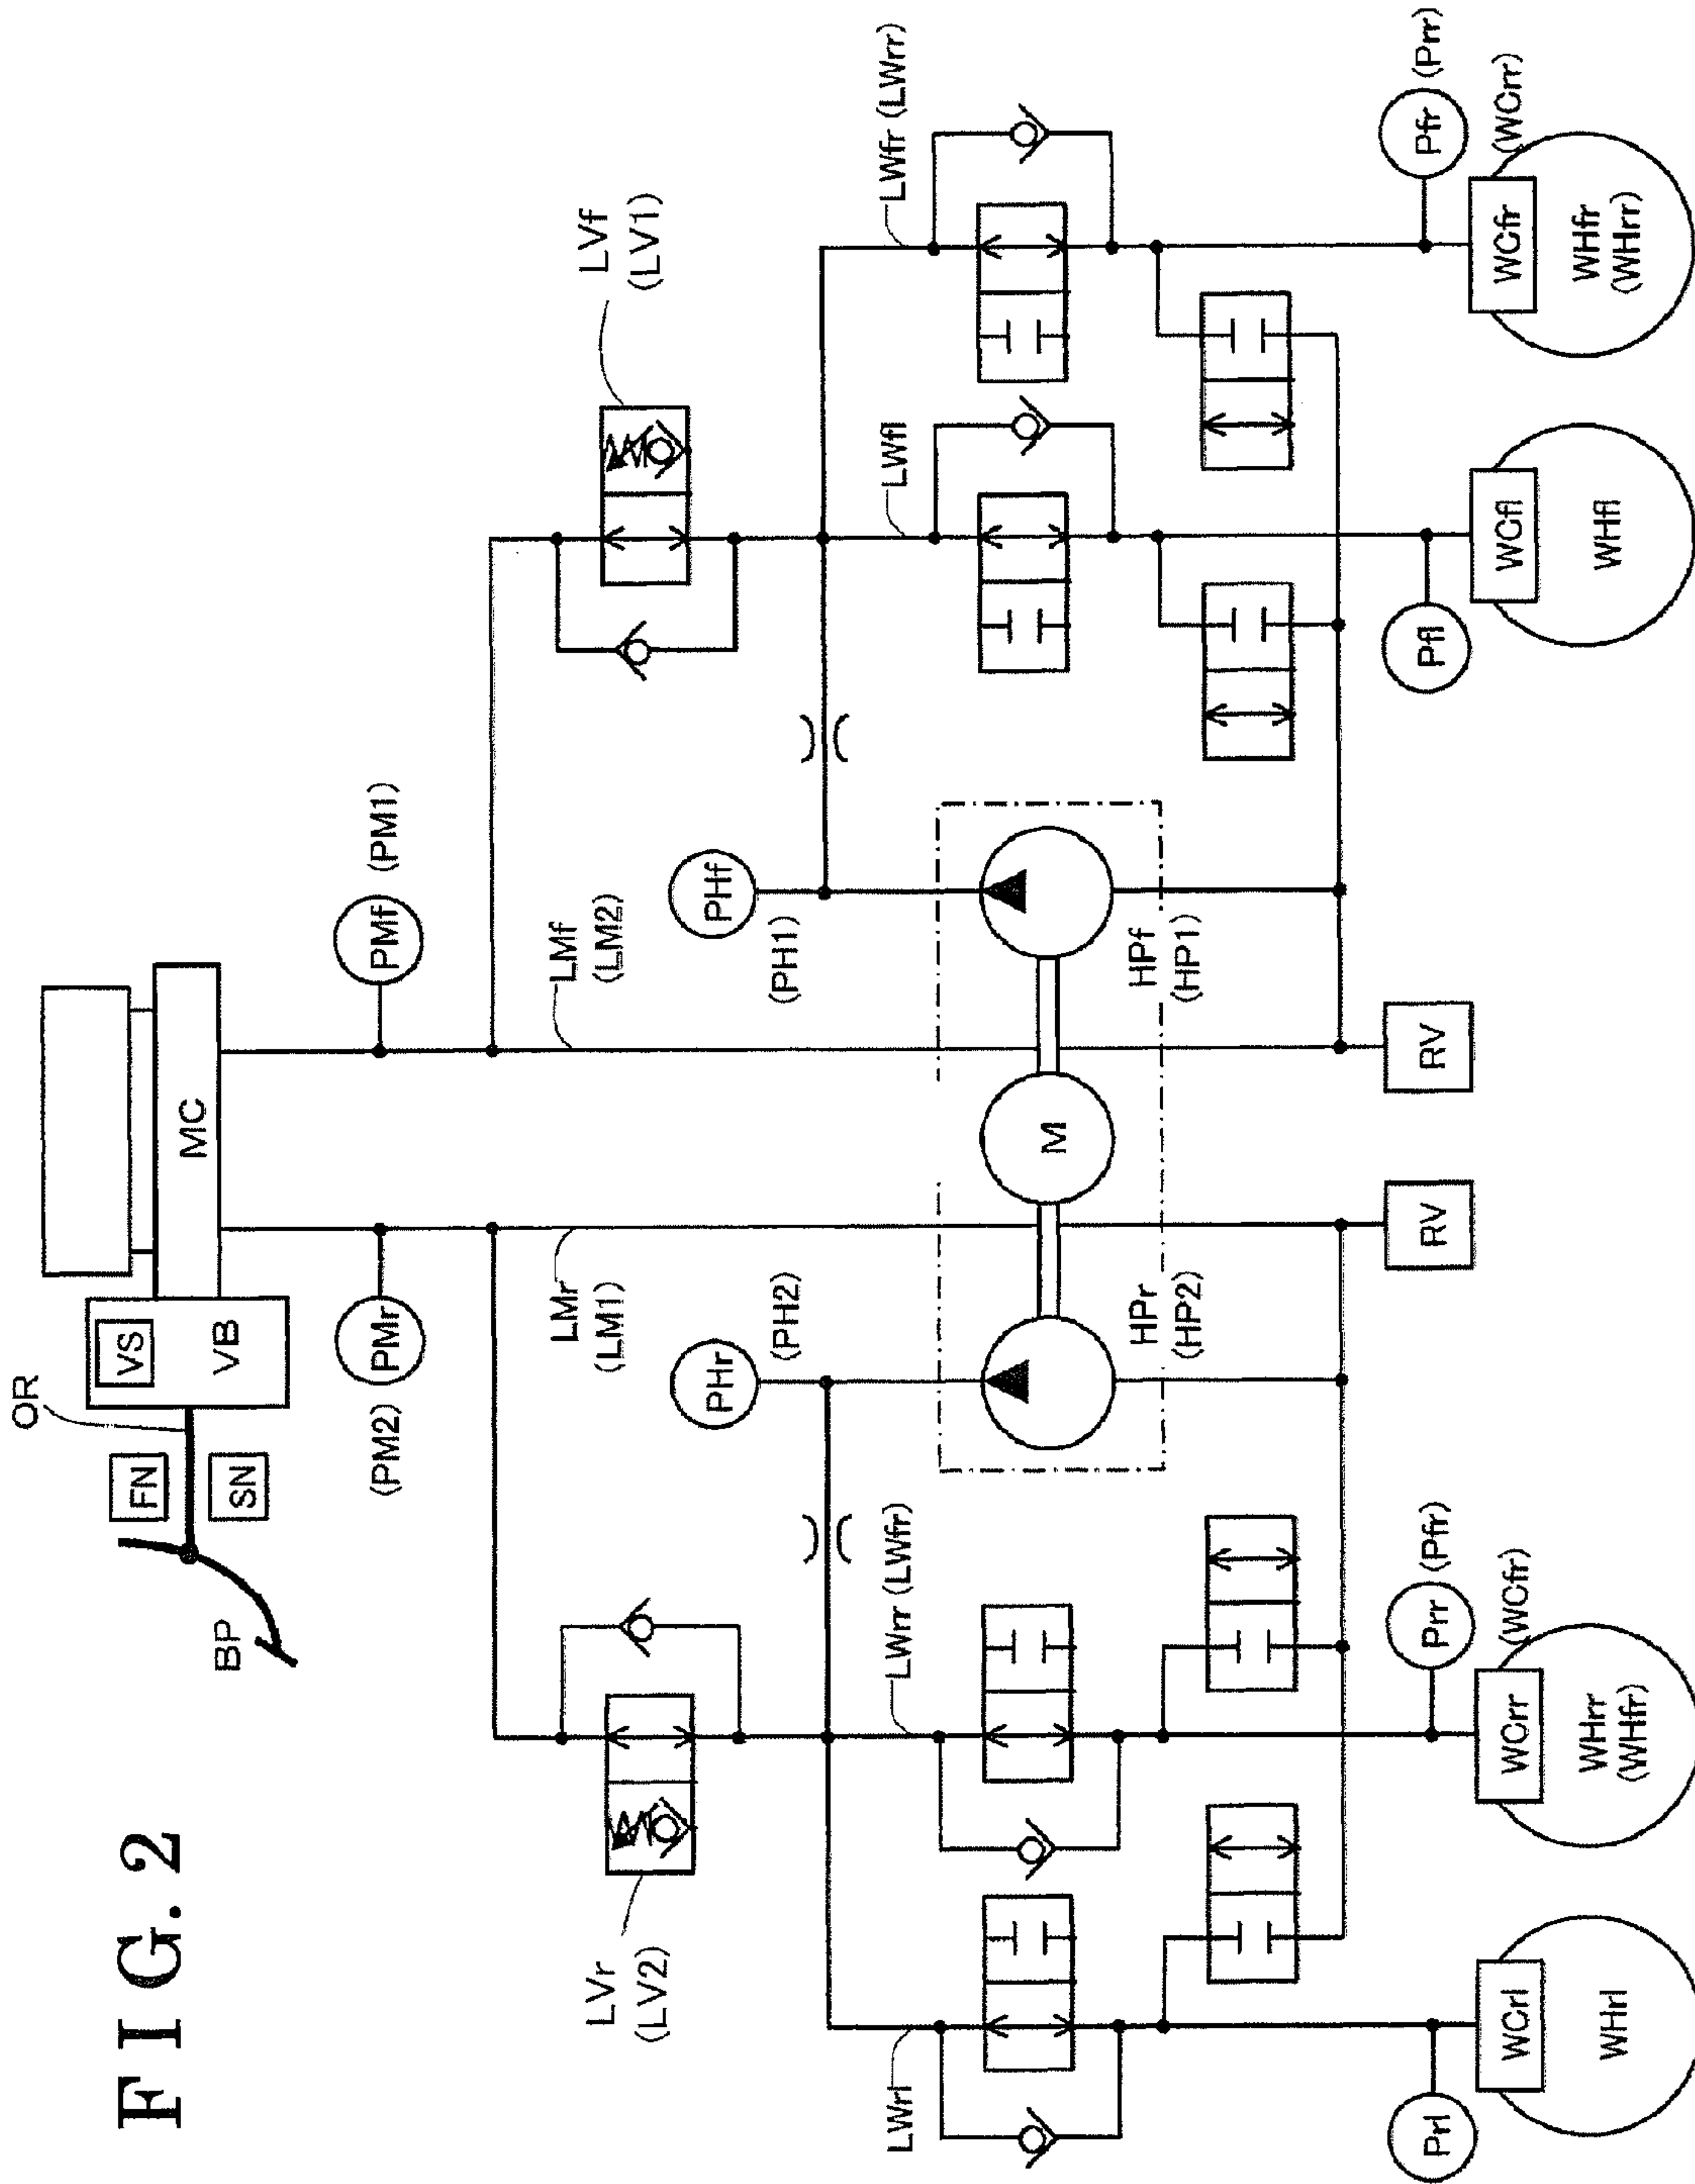 FIG. 2
BP
FN
SN
OR
VS
VB
MC
PMr
(PM2)
PMf
(PM1)
LVr
(LV2)
LVf
(LV1)
LMr
(LM1)
LMf
(LM2)
PHr
(PH2)
PHf
(PH1)
LWrl
LWrr (LWfr)
LWfl
LWfr (LWrr)
M
HPr
(HP2)
HPf
(HP1)
RV
RV
Prl
Prr
(Pfr)
Pfl
Pfr
(Prr)
WCrl
WCrr
(WCfr)
WCfl
WCfr
(WCrr)
WHrl
WHrr
(WHfr)
WHfl
WHfr
(WHrr)